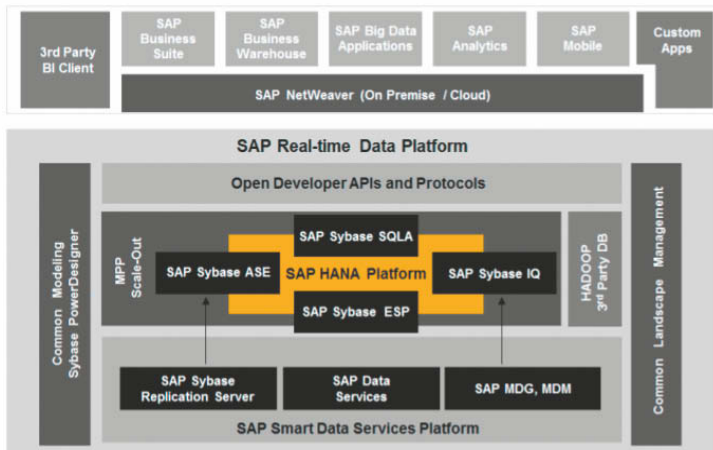 3rd Party
BI Client
SAP
Business
Suite
SAP
Business
Warehouse
SAP Big Data
Applications
SAP
Analytics
SAP
Mobile
Custom
Apps
SAP NetWeaver (On Premise / Cloud)
SAP Real-time Data Platform
Open Developer APIs and Protocols
Common Modeling
Sybase PowerDesigner
MPP
Scale-Out
SAP Sybase SQLA
SAP Sybase ASE
SAP HANA Platform
SAP Sybase IQ
SAP Sybase ESP
HADOOP
3rd Party DB
Common Landscape Management
SAP Sybase
Replication Server
SAP Data
Services
SAP MDG, MDM
SAP Smart Data Services Platform